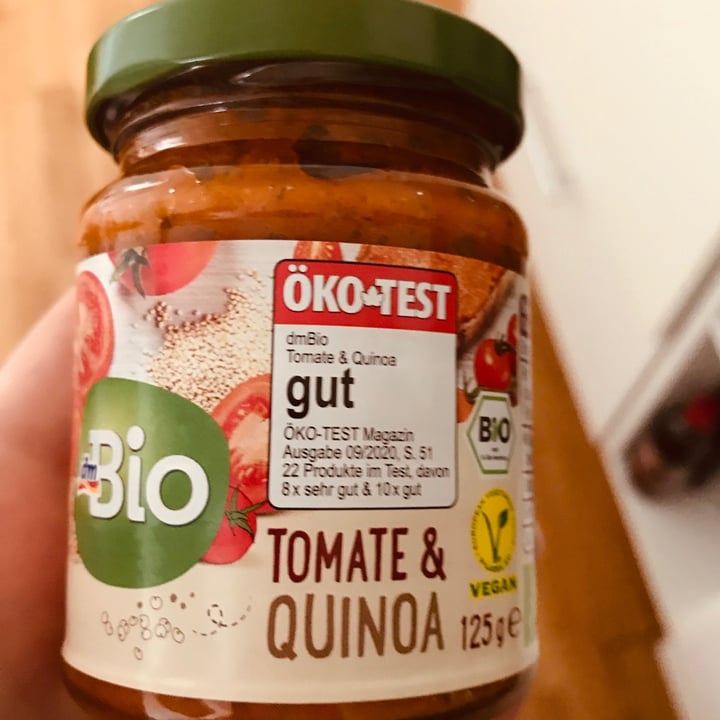 ÖKO TEST
dmBio
Tomate & Quinoa
gut
ÖKO-TEST Magazin
Ausgabe 09/2020, S. 51
22 Produkte im Test, davon
8 x sehr gut & 10 x gut
dm
Bio
BIO
VEGAN
TOMATE &
QUINOA
125 g e